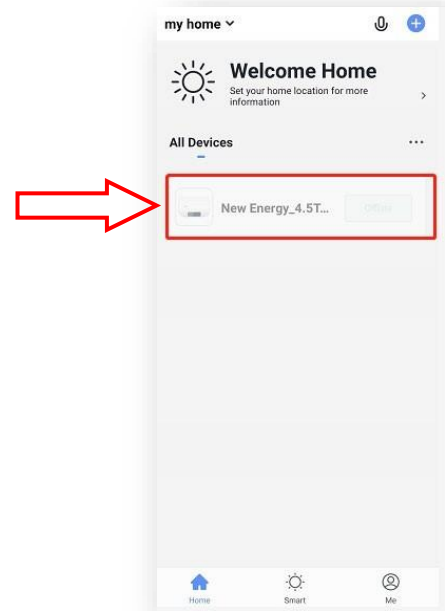 my home
Welcome Home
Set your home location for more
information
All Devices
...
New Energy_4.5T...
Offline
Home
Smart
Me